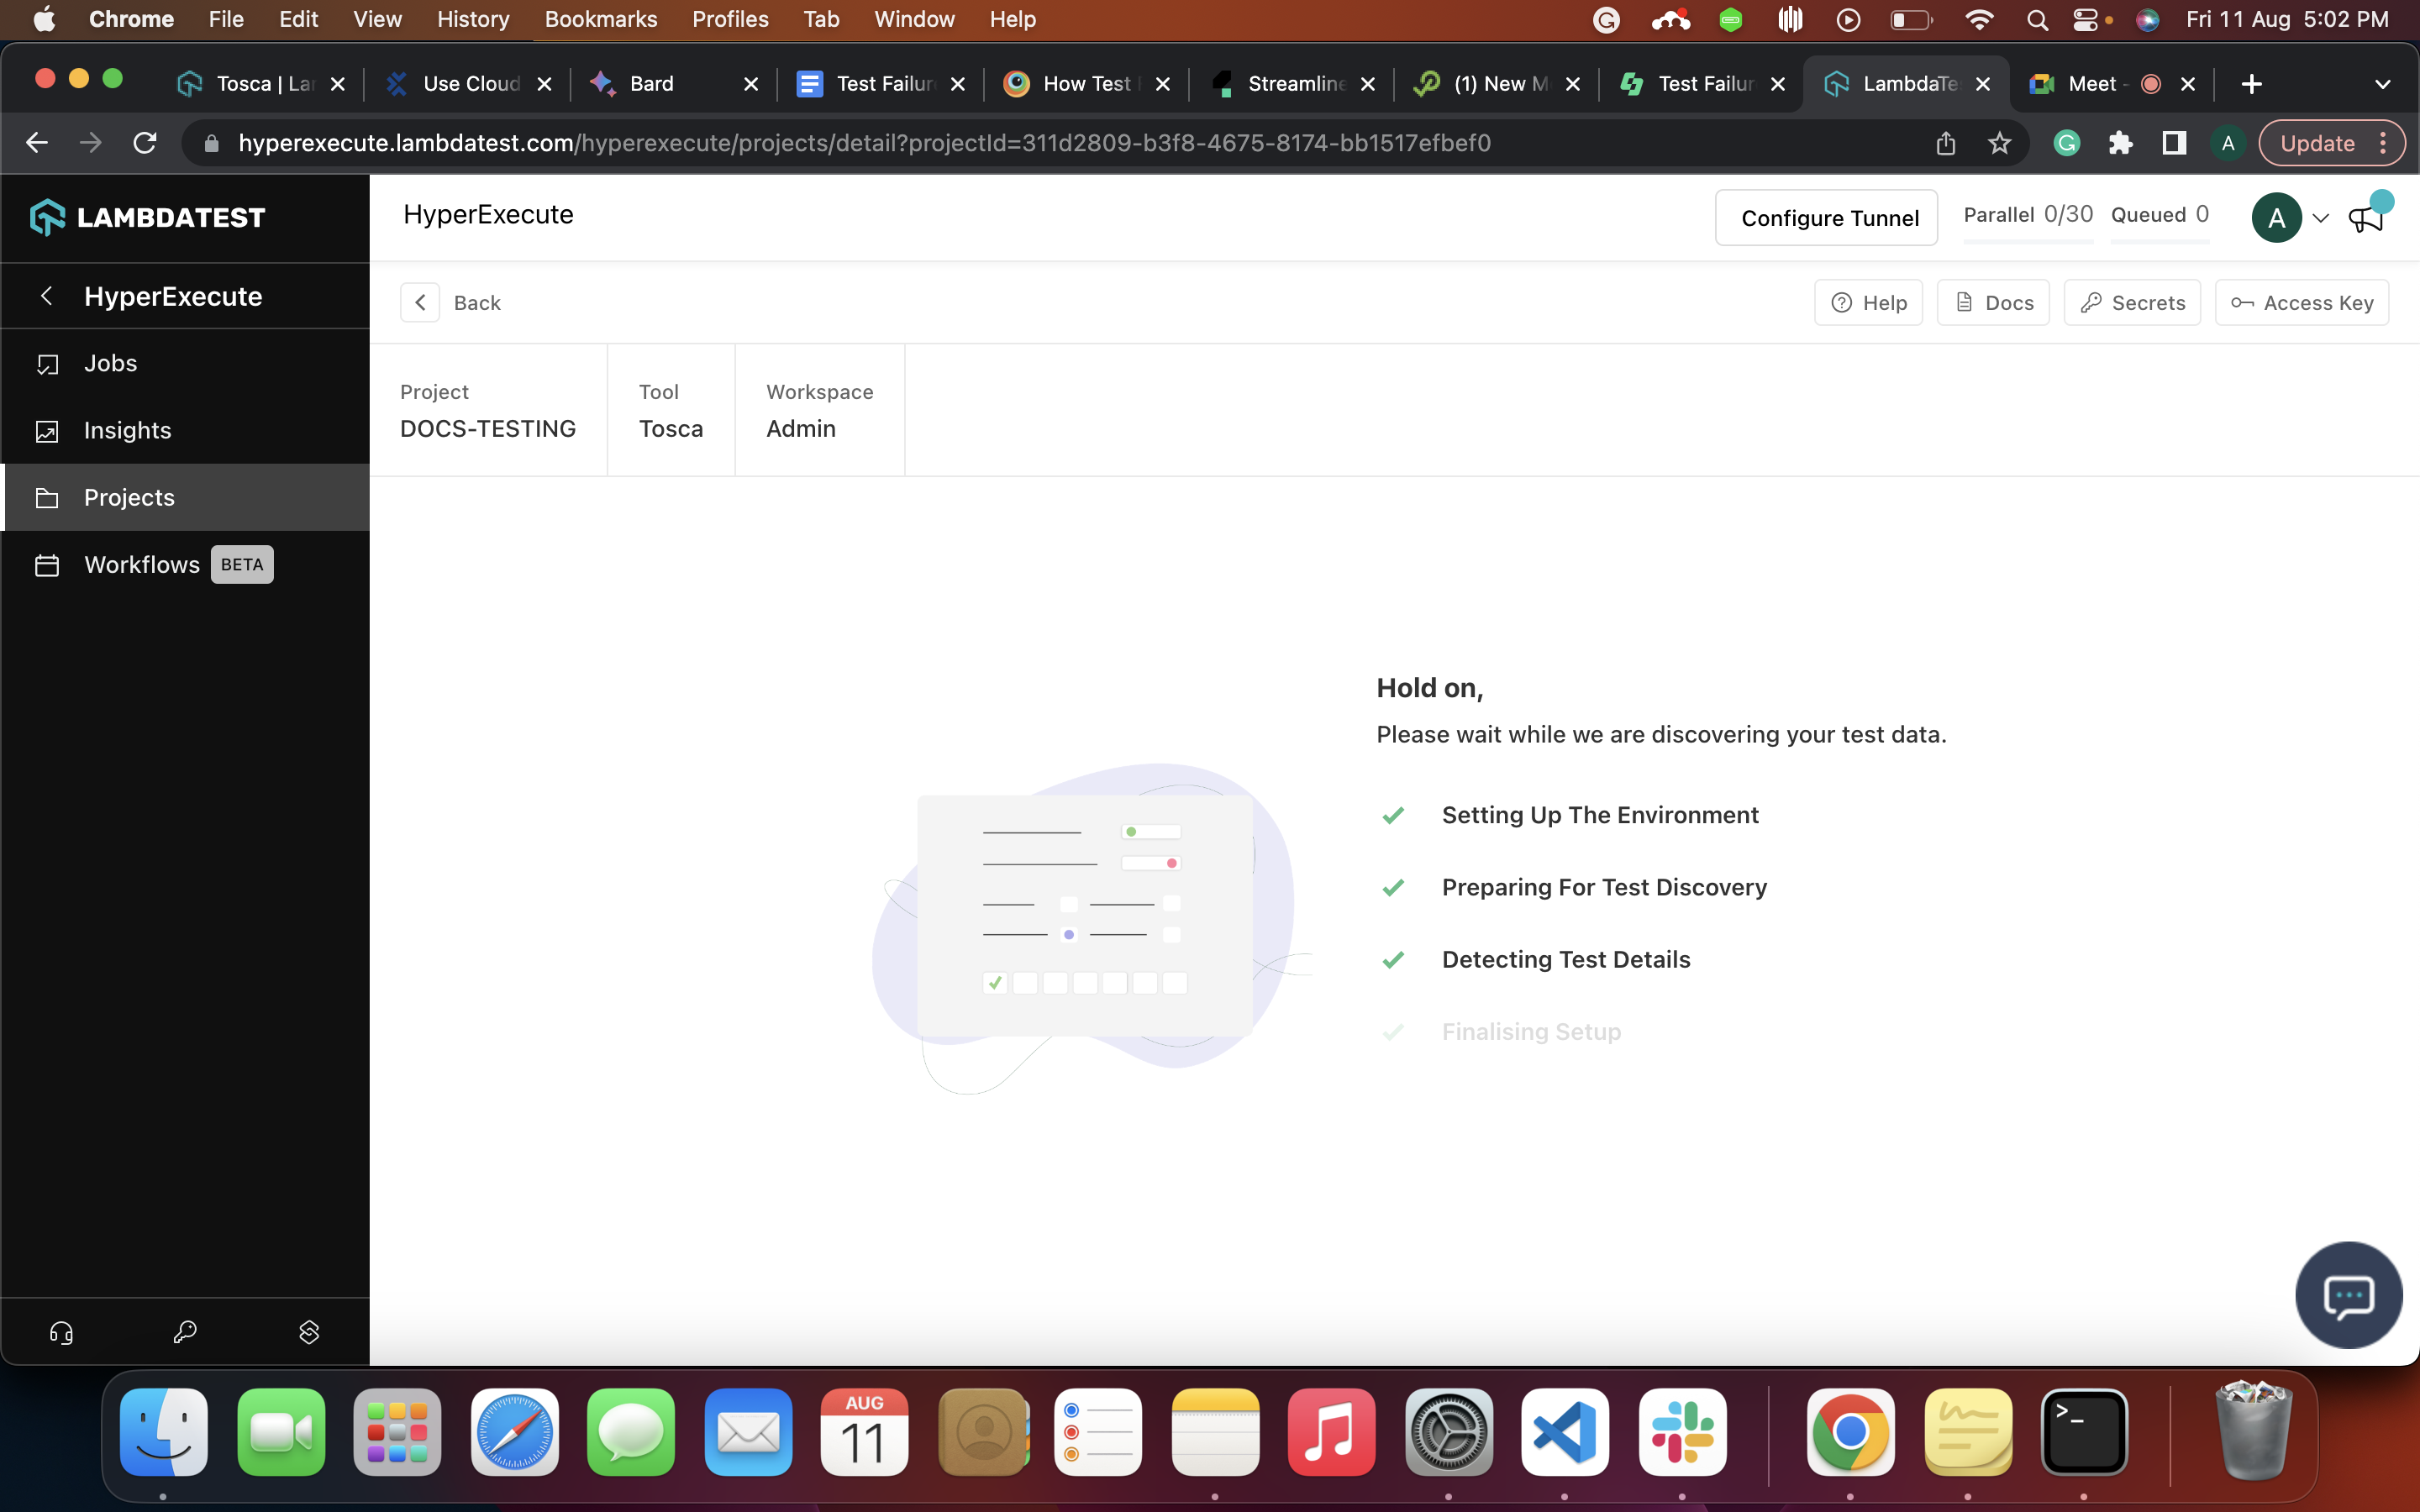 Chrome File Edit View History Bookmarks Profiles Tab Window Help Fri 11 Aug 5:02 PM
Tosca | La Use Cloud Bard Test Failur How Test Streamline (1) New M Test Failur LambdaTe Meet -
hyperexecute.lambdatest.com/hyperexecute/projects/detail?projectId=311d2809-b3f8-4675-8174-bb1517efbef0 A Update
LAMBDATEST
HyperExecute
Configure Tunnel Parallel 0/30 Queued 0 A
HyperExecute
Back
Help Docs Secrets Access Key
Jobs
Insights
Projects
Workflows BETA
Project Tool Workspace
DOCS-TESTING Tosca Admin
Hold on,
Please wait while we are discovering your test data.
Setting Up The Environment
Preparing For Test Discovery
Detecting Test Details
Finalising Setup
AUG
11
>_